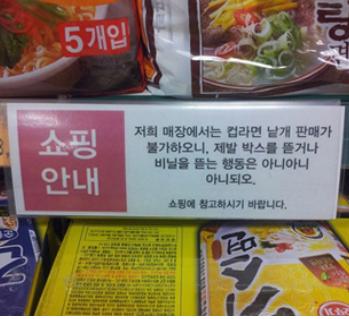 5개입
쇼핑
안내
저희 매장에서는 컵라면 낱개 판매가
불가하오니, 제발 박스를 뜯거나
비닐을 뜯는 행동은 아니아니
아니되오.
쇼핑에 참고하시기 바랍니다.